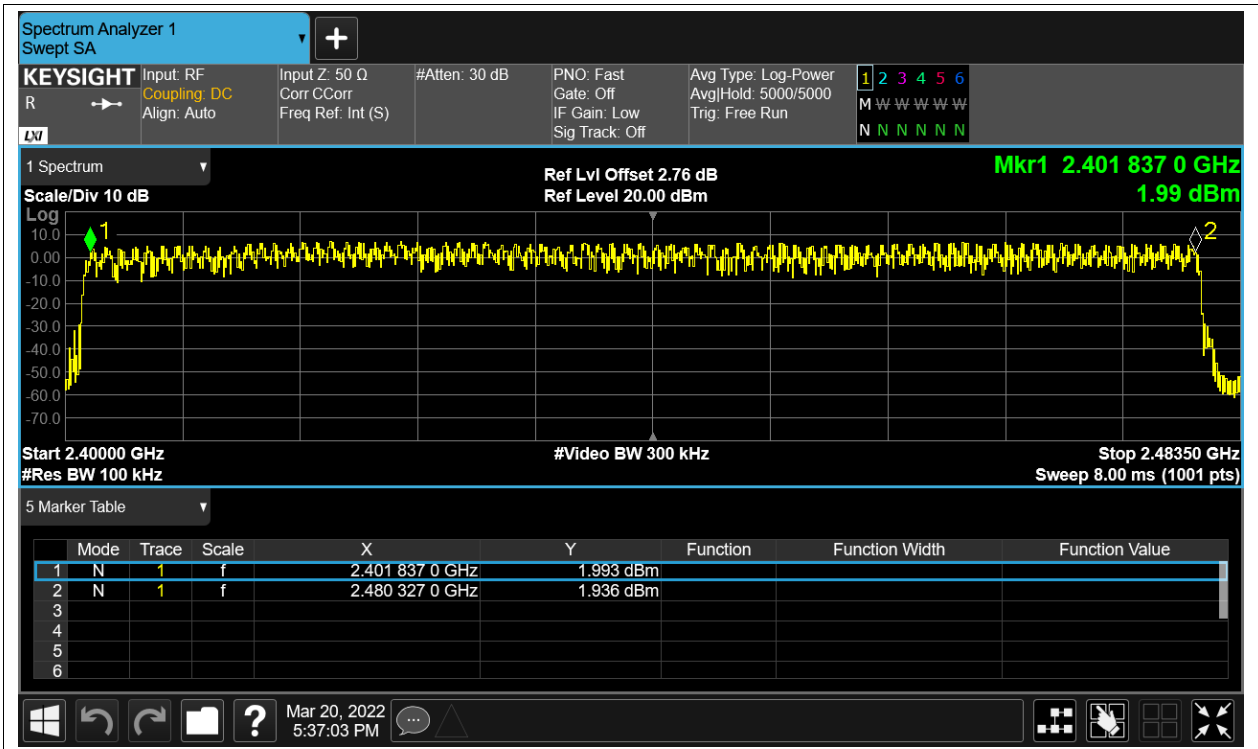 Spectrum Analyzer 1
Swept SA
KEYSIGHT Input: RF Input Z: 50 Ω #Atten: 30 dB PNO: Fast Avg Type: Log-Power 1 2 3 4 5 6
R Coupling: DC Corr CCorr Gate: Off Avg|Hold: 5000/5000 M W W W W W
Align: Auto Freq Ref: Int (S) IF Gain: Low Trig: Free Run
LXI Sig Track: Off N N N N N N
1 Spectrum Ref Lvl Offset 2.76 dB Mkr1 2.401 837 0 GHz
Scale/Div 10 dB Ref Level 20.00 dBm 1.99 dBm
Log
10.0 1 2
0.00
-10.0
-20.0
-30.0
-40.0
-50.0
-60.0
-70.0
Start 2.40000 GHz #Video BW 300 kHz Stop 2.48350 GHz
#Res BW 100 kHz Sweep 8.00 ms (1001 pts)
5 Marker Table
Mode Trace Scale X Y Function Function Width Function Value
1 N 1 f 2.401 837 0 GHz 1.993 dBm
2 N 1 f 2.480 327 0 GHz 1.936 dBm
3
4
5
6
? Mar 20, 2022
5:37:03 PM